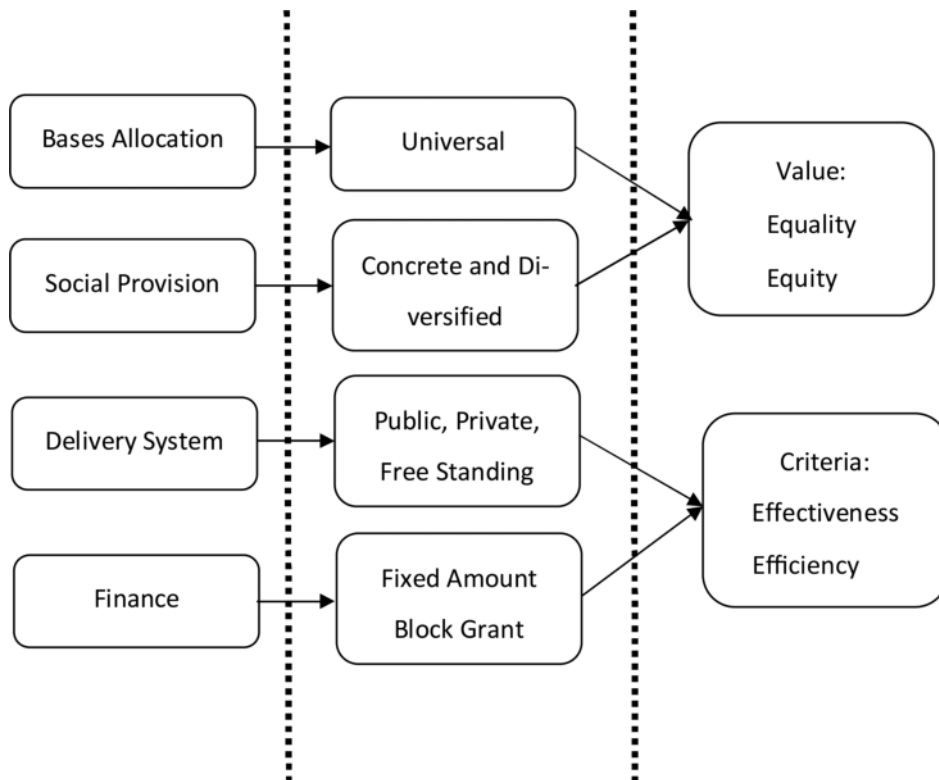 Bases Allocation
Universal
Value:
Equality
Equity
Social Provision
Concrete and Di-
versified
Delivery System
Public, Private,
Free Standing
Criteria:
Effectiveness
Efficiency
Finance
Fixed Amount
Block Grant